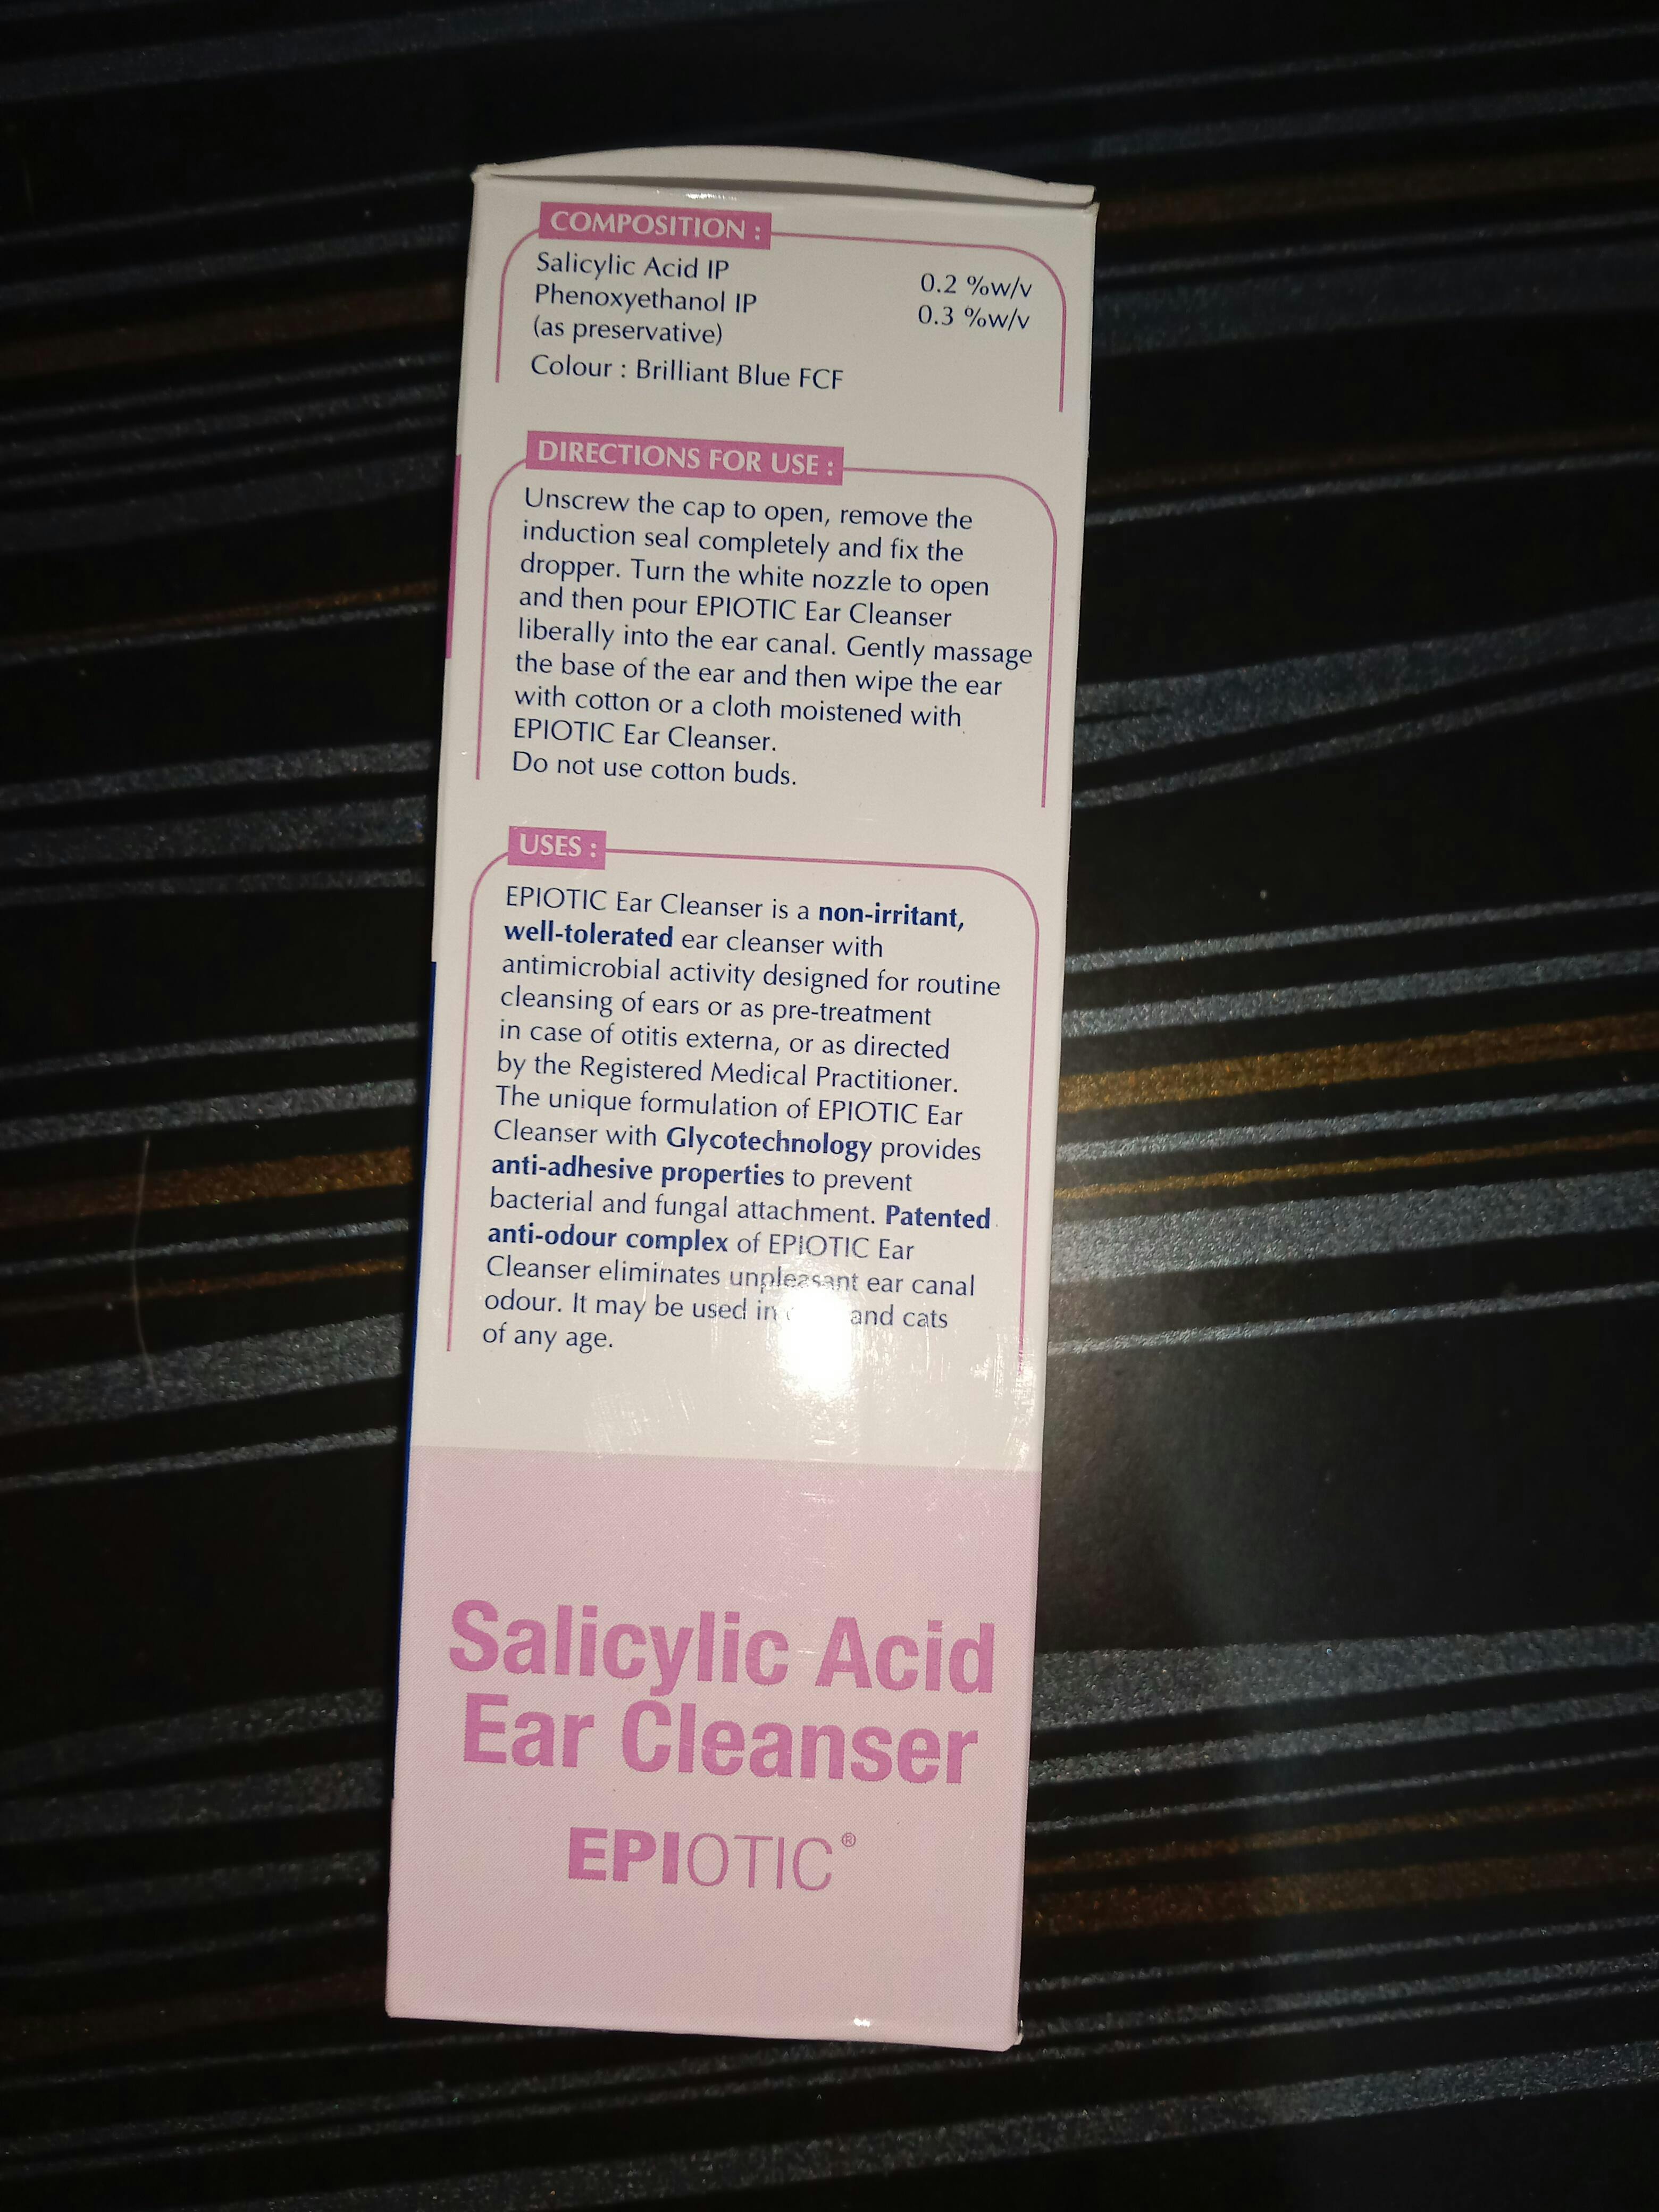 COMPOSITION :
Salicylic Acid IP 0.2 %w/v
Phenoxyethanol IP 0.3 %w/v
(as preservative)
Colour : Brilliant Blue FCF
DIRECTIONS FOR USE :
Unscrew the cap to open, remove the
induction seal completely and fix the
dropper. Turn the white nozzle to open
and then pour EPIOTIC Ear Cleanser
liberally into the ear canal. Gently massage
the base of the ear and then wipe the ear
with cotton or a cloth moistened with
EPIOTIC Ear Cleanser.
Do not use cotton buds.
USES :
EPIOTIC Ear Cleanser is a non-irritant,
well-tolerated ear cleanser with
antimicrobial activity designed for routine
cleansing of ears or as pre-treatment
in case of otitis externa, or as directed
by the Registered Medical Practitioner.
The unique formulation of EPIOTIC Ear
Cleanser with Glycotechnology provides
anti-adhesive properties to prevent
bacterial and fungal attachment. Patented
anti-odour complex of EPIOTIC Ear
Cleanser eliminates unpleasant ear canal
odour. It may be used in and cats
of any age.
Salicylic Acid
Ear Cleanser
EPIOTIC®